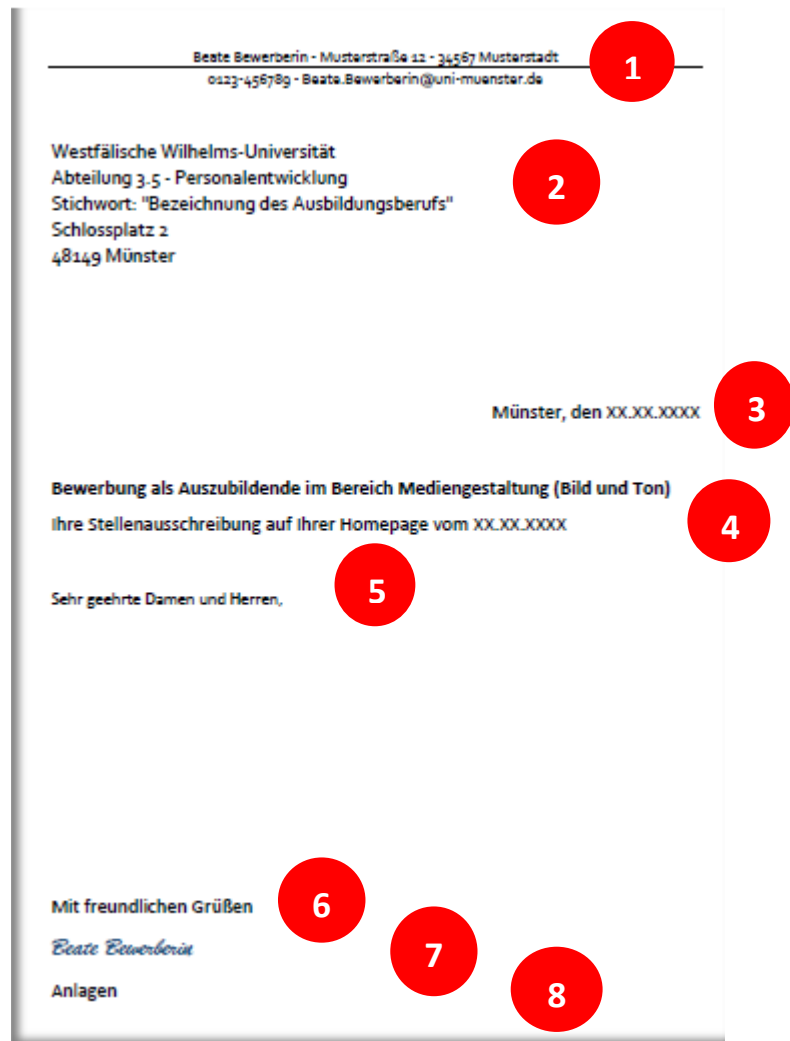 Beate Bewerberin - Musterstraße 12 - 34567 Musterstadt
1
0123-456789 - Beate.Bewerberin@uni-muenster.de
Westfälische Wilhelms-Universität
Abteilung 3.5 - Personalentwicklung
2
Stichwort: "Bezeichnung des Ausbildungsberufs"
Schlossplatz 2
48149 Münster
Münster, den XX.XX.XXXX
3
Bewerbung als Auszubildende im Bereich Mediengestaltung (Bild und Ton)
Ihre Stellenausschreibung auf Ihrer Homepage vom XX.XX.XXXX
4
Sehr geehrte Damen und Herren,
5
Mit freundlichen Grüßen
6
Beate Bewerberin
7
Anlagen
8